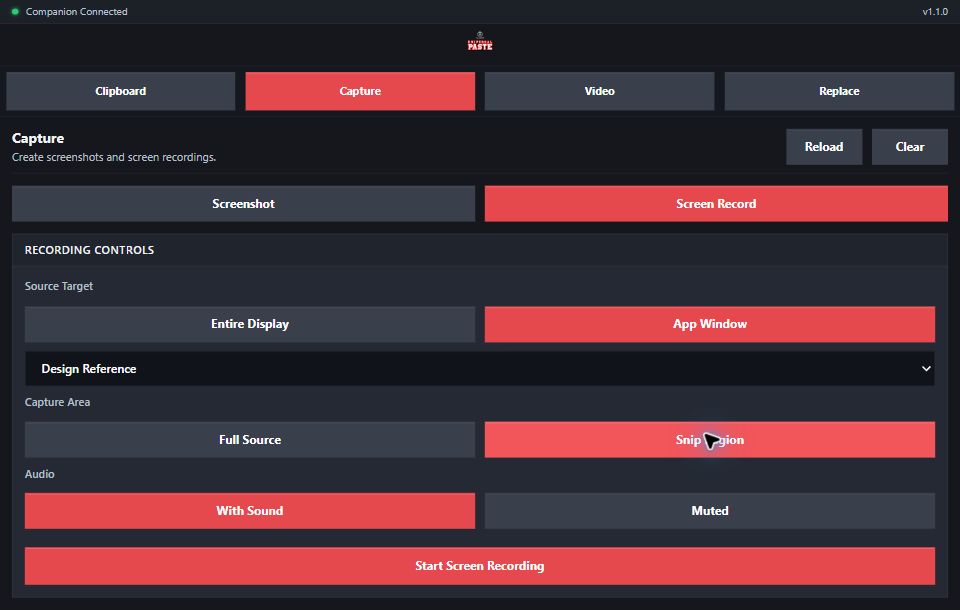 Companion Connected
v1.1.0
UNIVERSAL
PASTE
Clipboard
Capture
Video
Replace
Capture
Create screenshots and screen recordings.
Reload
Clear
Screenshot
Screen Record
RECORDING CONTROLS
Source Target
Entire Display
App Window
Design Reference
Capture Area
Full Source
Snip
Audio
With Sound
Muted
Start Screen Recording